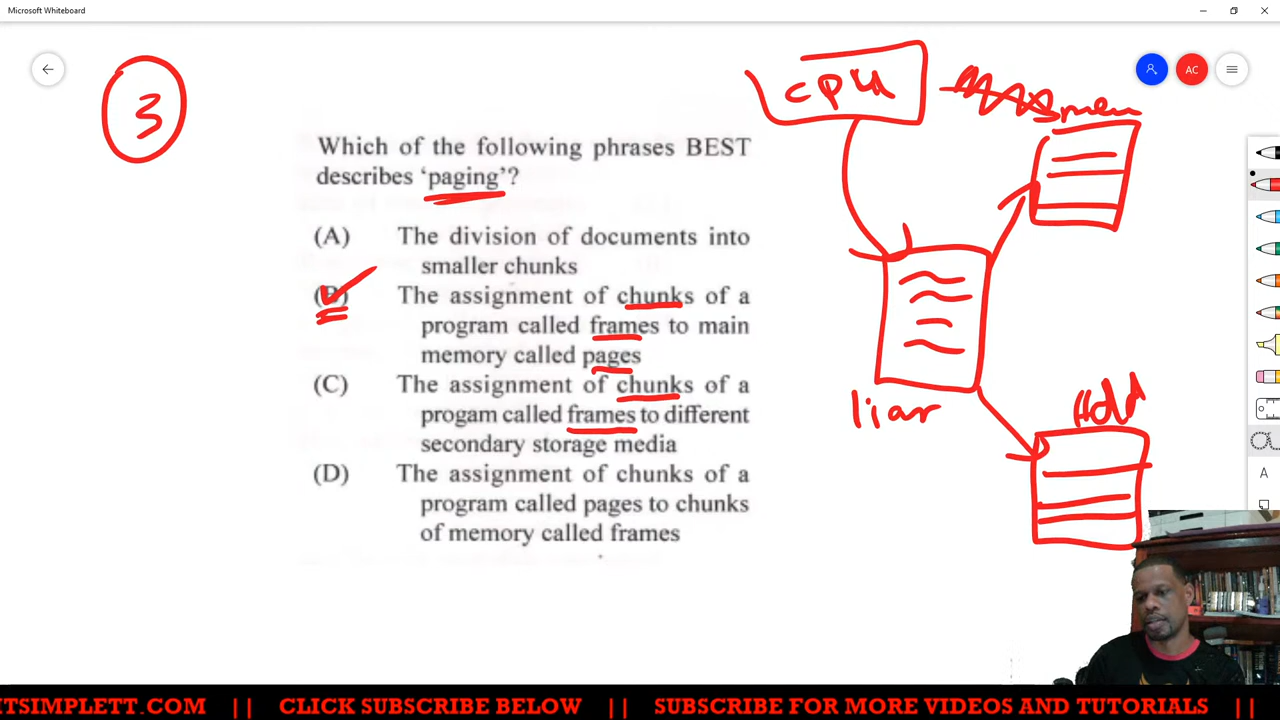 Microsoft Whiteboard
AC
3
Which of the following phrases BEST
describes ‘paging’?
(A) The division of documents into
smaller chunks
(B) The assignment of chunks of a
program called frames to main
memory called pages
(C) The assignment of chunks of a
progam called frames to different
secondary storage media
(D) The assignment of chunks of a
program called pages to chunks
of memory called frames
CPU
mem
liar
Hdd
A
ITSIMPLETT.COM || CLICK SUBSCRIBE BELOW || SUBSCRIBE FOR MORE VIDEOS AND TUTORIALS ||